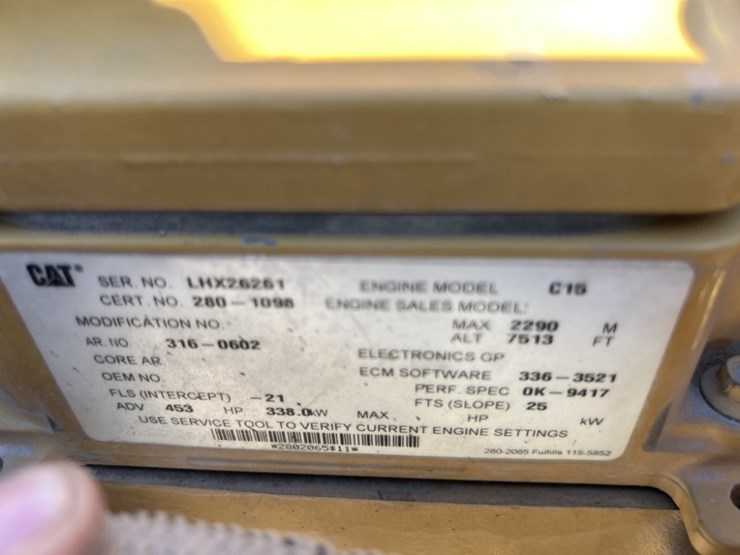 CAT® SER. NO. LHX26261 ENGINE MODEL C15
CERT. NO. 280-1098 ENGINE SALES MODEL:
MODIFICATION NO. MAX 2290 M
AR. NO 316-0602 ALT 7513 FT
CORE AR. ELECTRONICS GP
OEM NO. ECM SOFTWARE 336-3521
FLS (INTERCEPT) -21 PERF. SPEC 0K-9417
FTS (SLOPE) 25
ADV 453 HP 338.0kW MAX. HP kW
USE SERVICE TOOL TO VERIFY CURRENT ENGINE SETTINGS
*2802065#11*
280-2065 Fulfills 115-5852